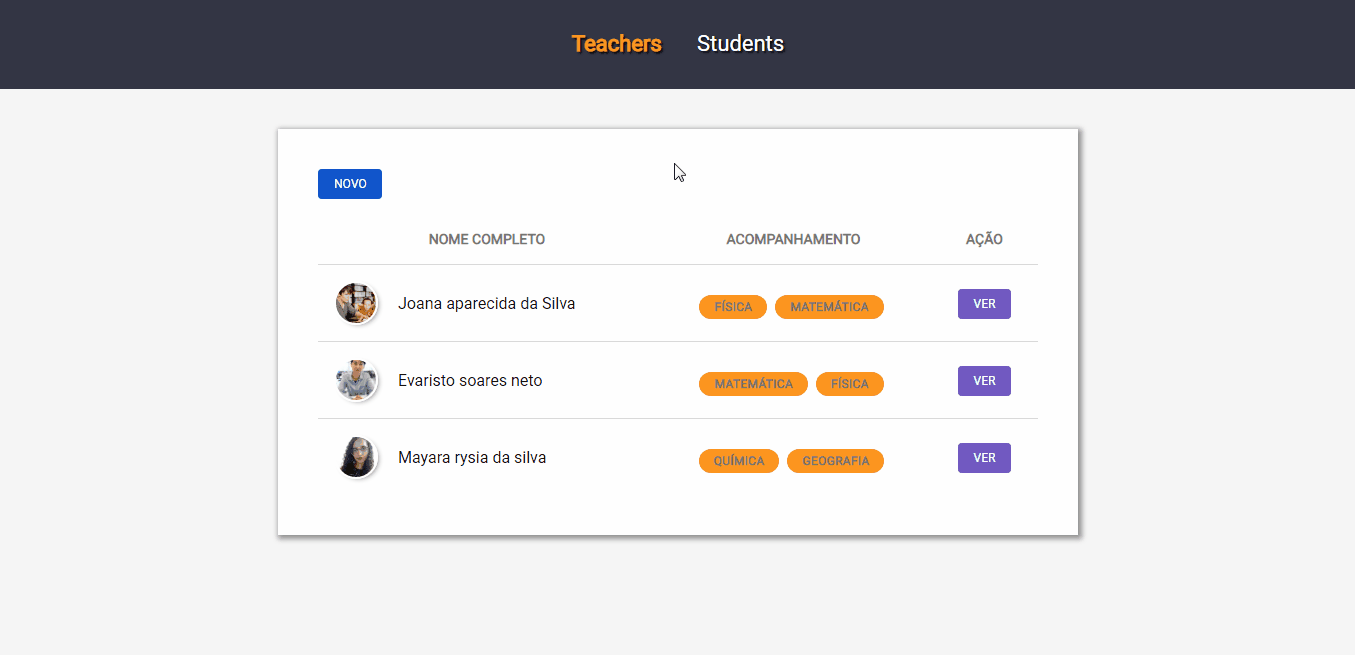 Teachers Students
NOVO
NOME COMPLETO ACOMPANHAMENTO AÇÃO
Joana aparecida da Silva FÍSICA MATEMÁTICA VER
Evaristo soares neto MATEMÁTICA FÍSICA VER
Mayara rysia da silva QUÍMICA GEOGRAFIA VER